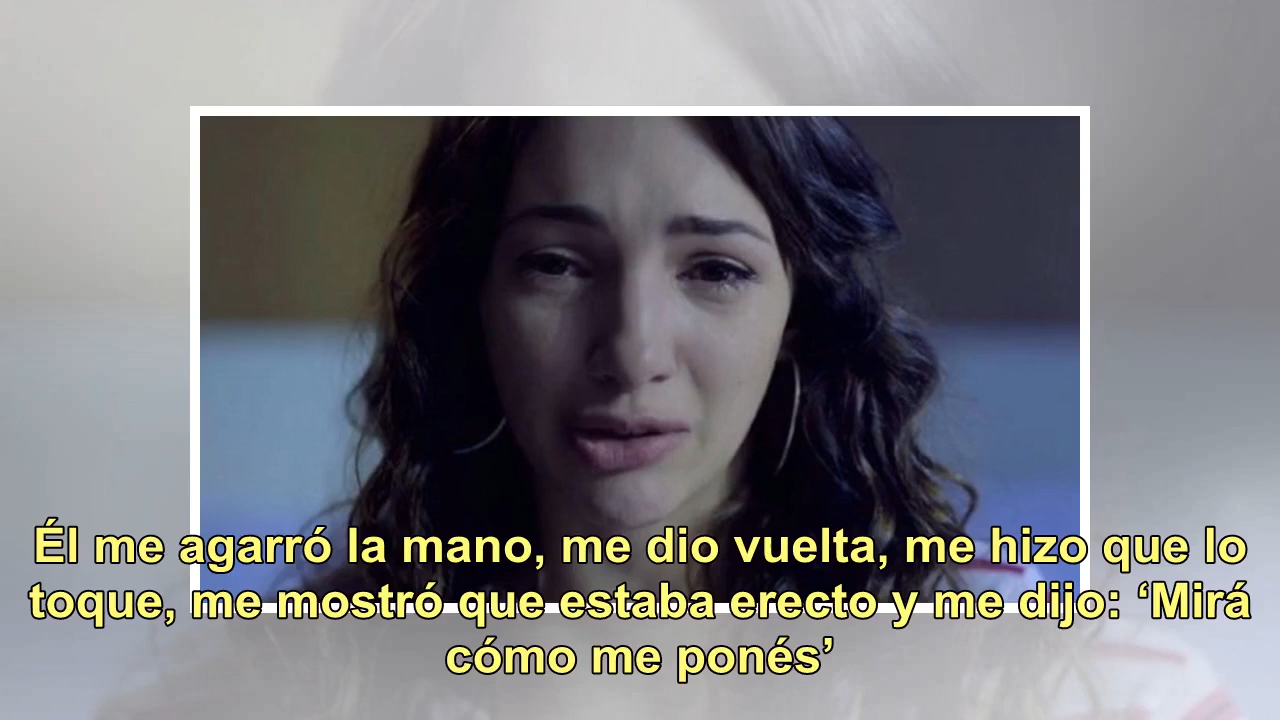 Él me agarró la mano, me dio vuelta, me hizo que lo
toque, me mostró que estaba erecto y me dijo: ‘Mirá
cómo me ponés’